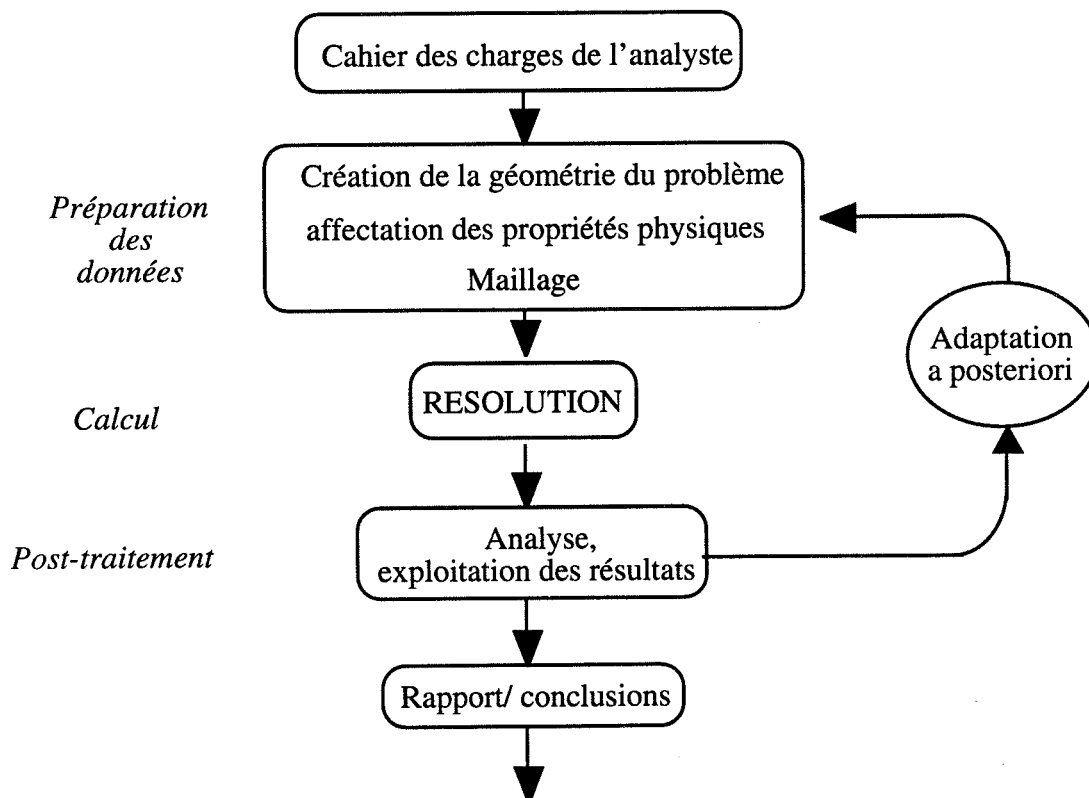 Cahier des charges de l'analyste
Création de la géométrie du problème
affectation des propriétés physiques
Maillage
Préparation
des
données
Adaptation
a posteriori
RESOLUTION
Calcul
Analyse,
exploitation des résultats
Post-traitement
Rapport/ conclusions